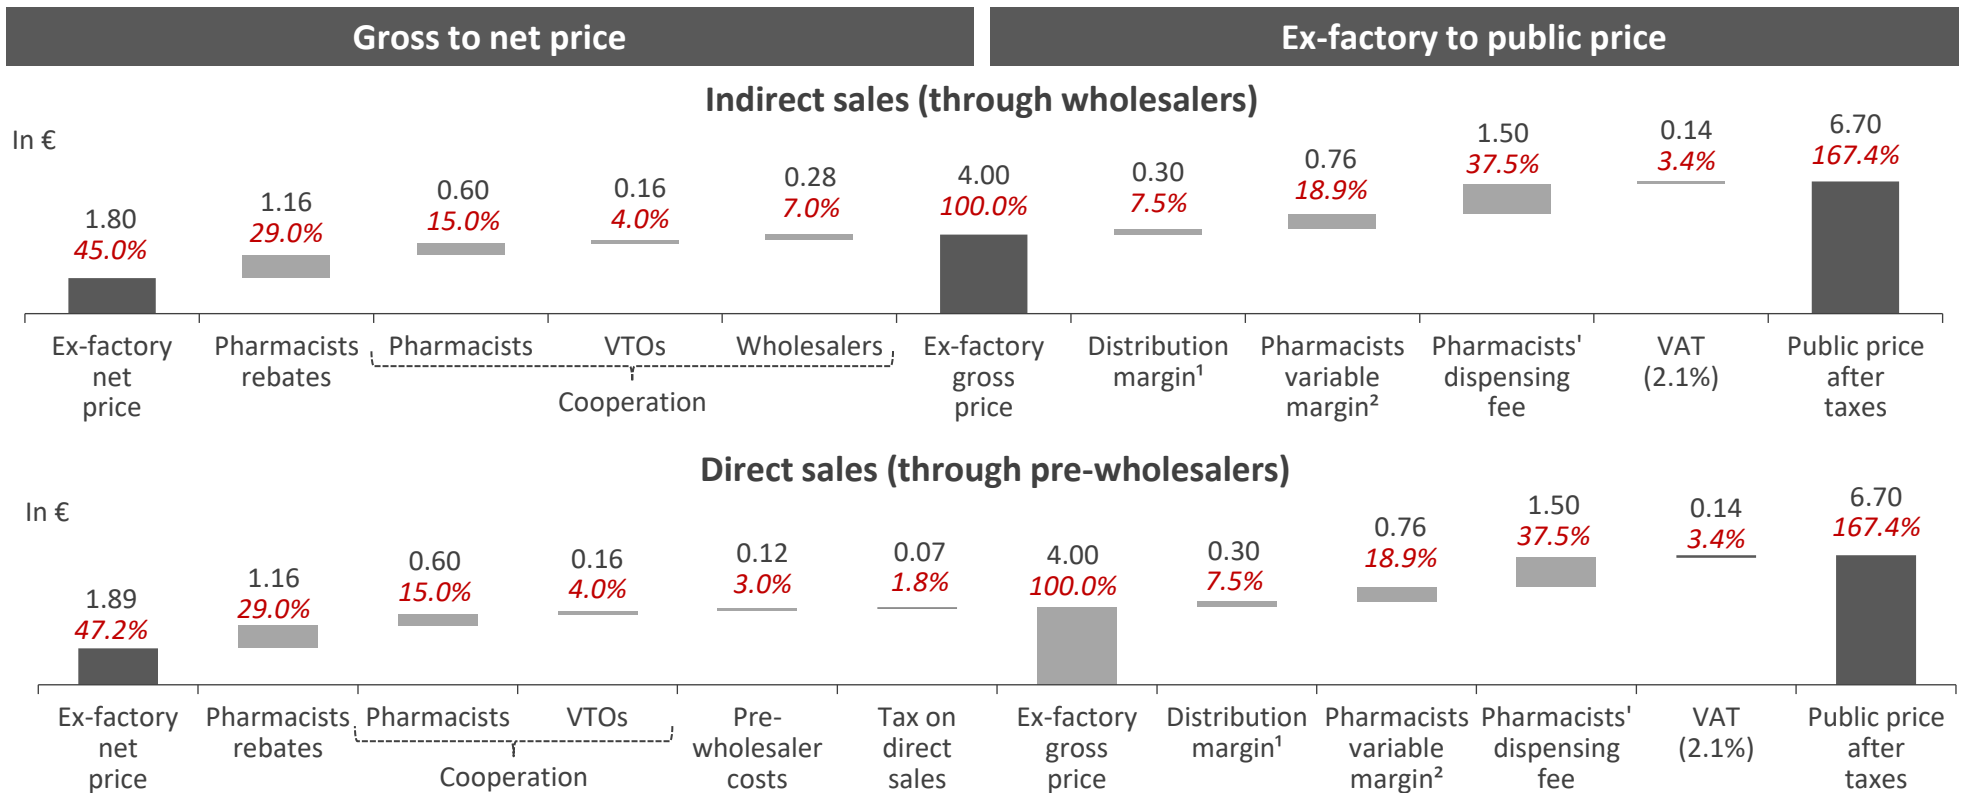 Gross to net price
Ex-factory to public price
Indirect sales (through wholesalers)
In €
1.80
45.0%
1.16
29.0%
0.60
15.0%
0.16
4.0%
0.28
7.0%
4.00
100.0%
0.30
7.5%
0.76
18.9%
1.50
37.5%
0.14
3.4%
6.70
167.4%
Ex-factory
net
price
Pharmacists
rebates
Pharmacists
VTOs
Wholesalers
Cooperation
Ex-factory
gross
price
Distribution
margin¹
Pharmacists
variable
margin²
Pharmacists'
dispensing
fee
VAT
(2.1%)
Public price
after
taxes
Direct sales (through pre-wholesalers)
In €
1.89
47.2%
1.16
29.0%
0.60
15.0%
0.16
4.0%
0.12
3.0%
0.07
1.8%
4.00
100.0%
0.30
7.5%
0.76
18.9%
1.50
37.5%
0.14
3.4%
6.70
167.4%
Ex-factory
net
price
Pharmacists
rebates
Pharmacists
VTOs
Cooperation
Pre-
wholesaler
costs
Tax on
direct
sales
Ex-factory
gross
price
Distribution
margin¹
Pharmacists
variable
margin²
Pharmacists'
dispensing
fee
VAT
(2.1%)
Public price
after
taxes